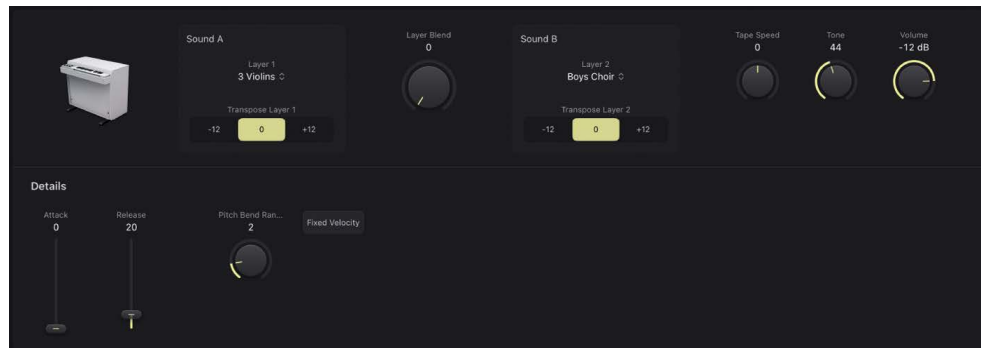 Sound A
Layer 1
3 Violins
Transpose Layer 1
-12 0 +12
Layer Blend
0
Sound B
Layer 2
Boys Choir
Transpose Layer 2
-12 0 +12
Tape Speed
0
Tone
44
Volume
-12 dB
Details
Attack
0
Release
20
Pitch Bend Ran...
2
Fixed Velocity